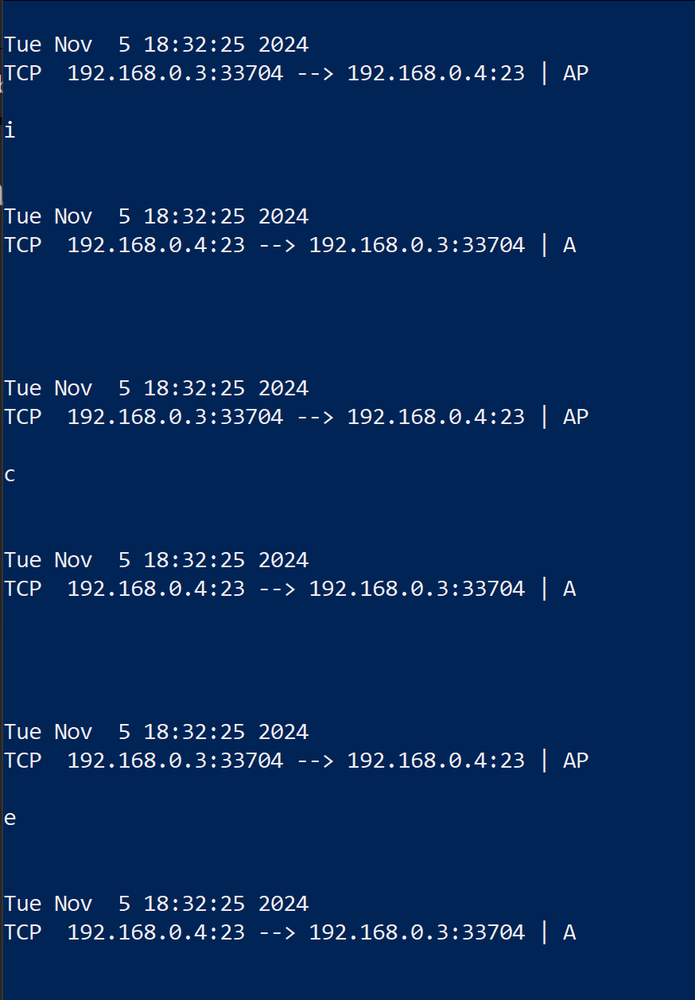 Tue Nov  5 18:32:25 2024
TCP  192.168.0.3:33704 --> 192.168.0.4:23 | AP
i
Tue Nov  5 18:32:25 2024
TCP  192.168.0.4:23 --> 192.168.0.3:33704 | A
Tue Nov  5 18:32:25 2024
TCP  192.168.0.3:33704 --> 192.168.0.4:23 | AP
c
Tue Nov  5 18:32:25 2024
TCP  192.168.0.4:23 --> 192.168.0.3:33704 | A
Tue Nov  5 18:32:25 2024
TCP  192.168.0.3:33704 --> 192.168.0.4:23 | AP
e
Tue Nov  5 18:32:25 2024
TCP  192.168.0.4:23 --> 192.168.0.3:33704 | A